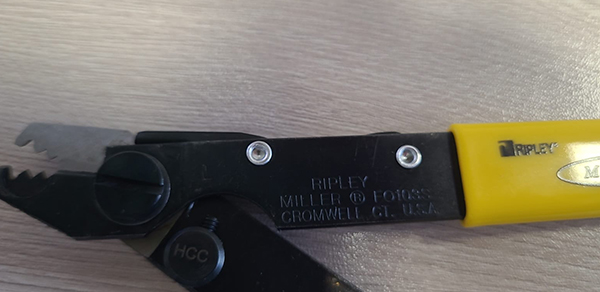 RIPLEY
MILLER ® FO103S
CROMWELL CT. U.S.A.
HCC
RIPLEY
M